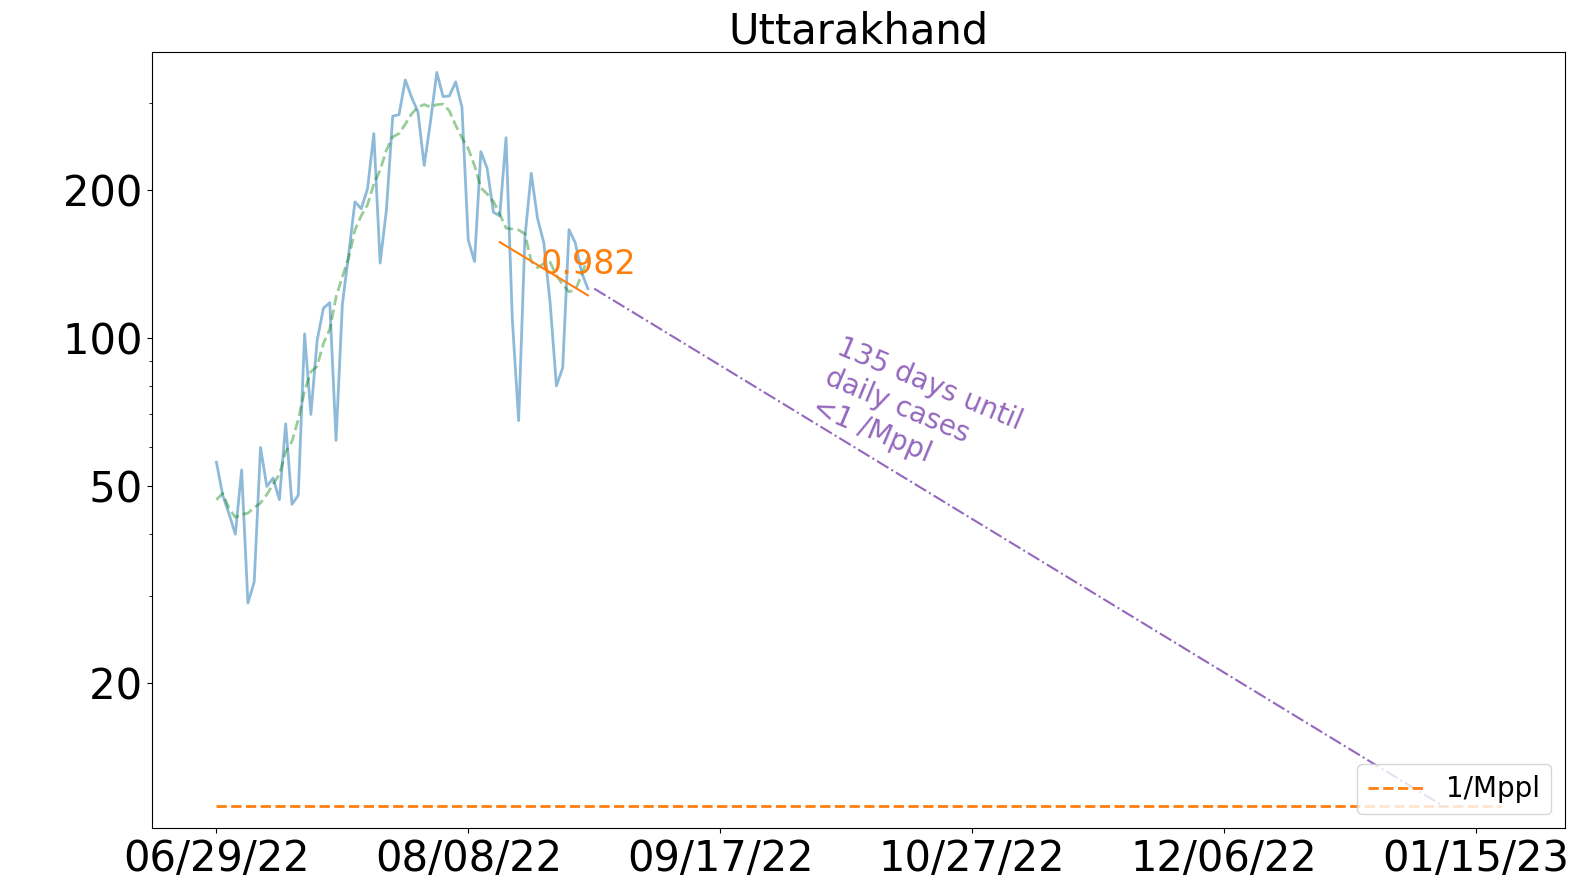 Uttarakhand
200
100
50
20
0.982
135 days until
daily cases
<1 /Mppl
1/Mppl
06/29/22
08/08/22
09/17/22
10/27/22
12/06/22
01/15/23